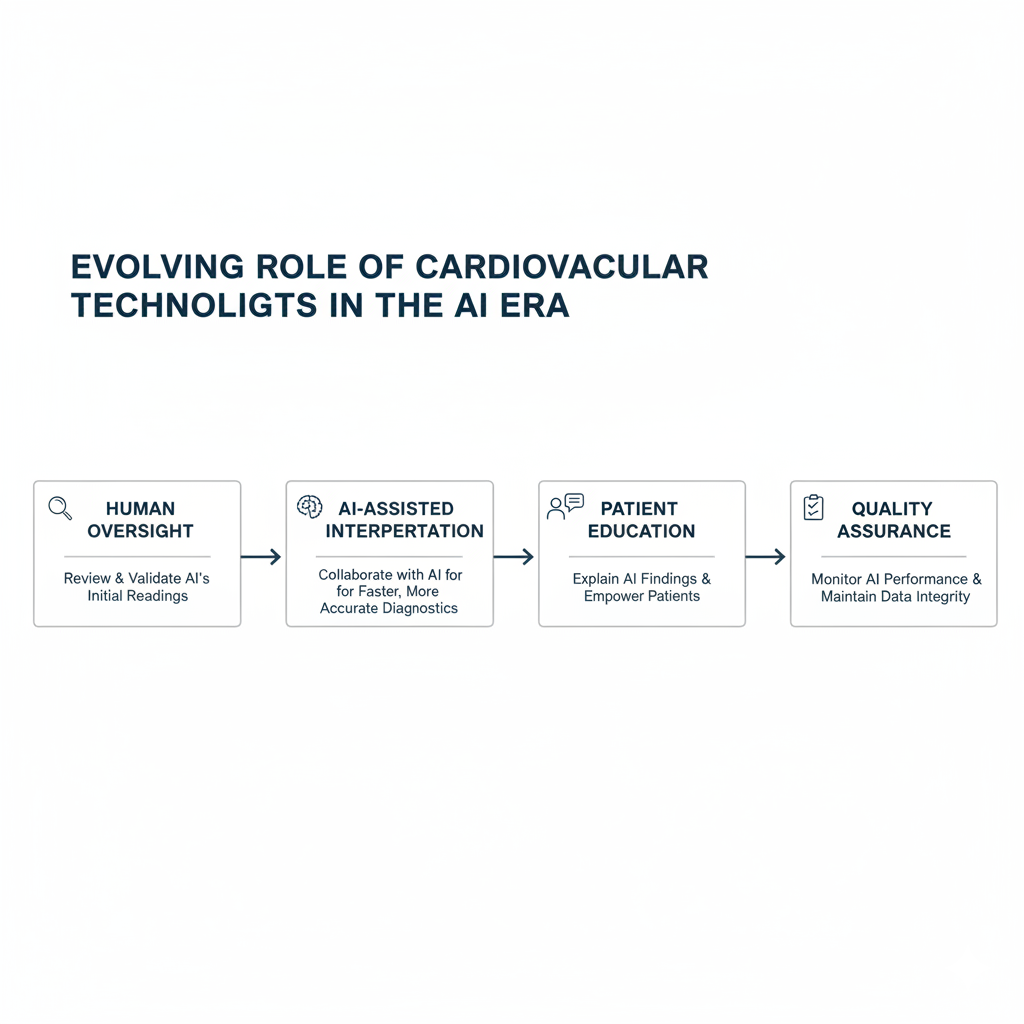 EVOLVING ROLE OF CARDIOVACULAR
TECHNOLIGTS IN THE AI ERA
HUMAN
OVERSIGHT
Review & Validate AI's
Initial Readings
AI-ASSISTED
INTERPERTATION
Collaborate with AI for
for Faster, More
Accurate Diagnostics
PATIENT
EDUCATION
Explain AI Findings &
Empower Patients
QUALITY
ASSURANCE
Monitor AI Performance &
Maintain Data Integrity